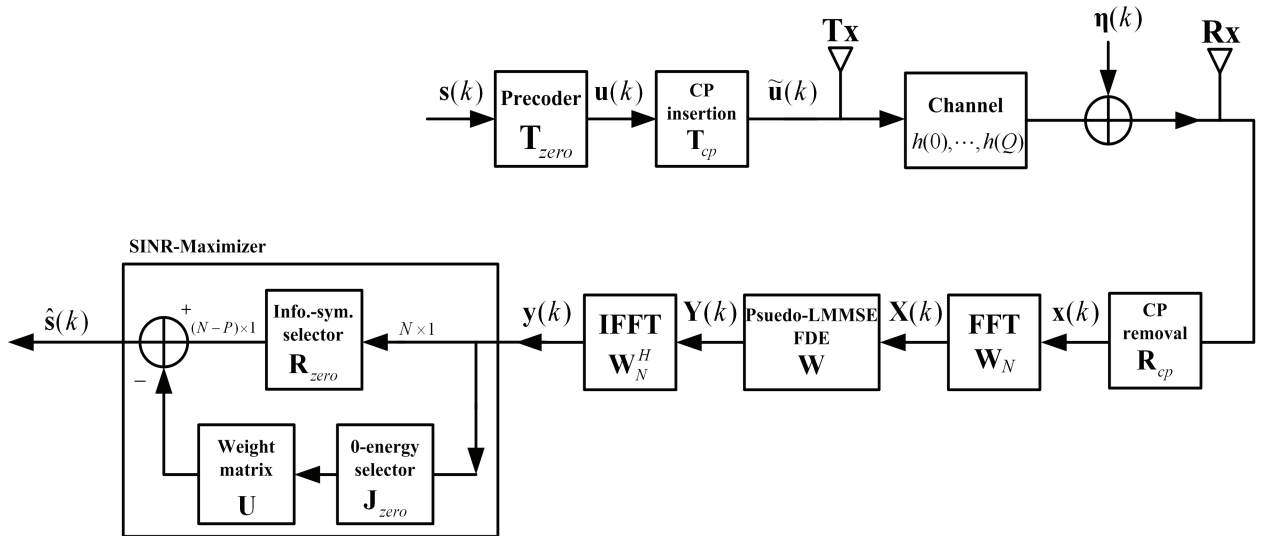 Tx
η(k)
Rx
s(k)
Precoder
T_zero
u(k)
CP
insertion
T_cp
ũ(k)
Channel
h(0),⋯,h(Q)
SINR-Maximizer
ŝ(k)
+
−
(N−P)×1
Info.-sym.
selector
R_zero
N×1
Weight
matrix
U
0-energy
selector
J_zero
y(k)
IFFT
W_N^H
Y(k)
Psuedo-LMMSE
FDE
W
X(k)
FFT
W_N
x(k)
CP
removal
R_cp